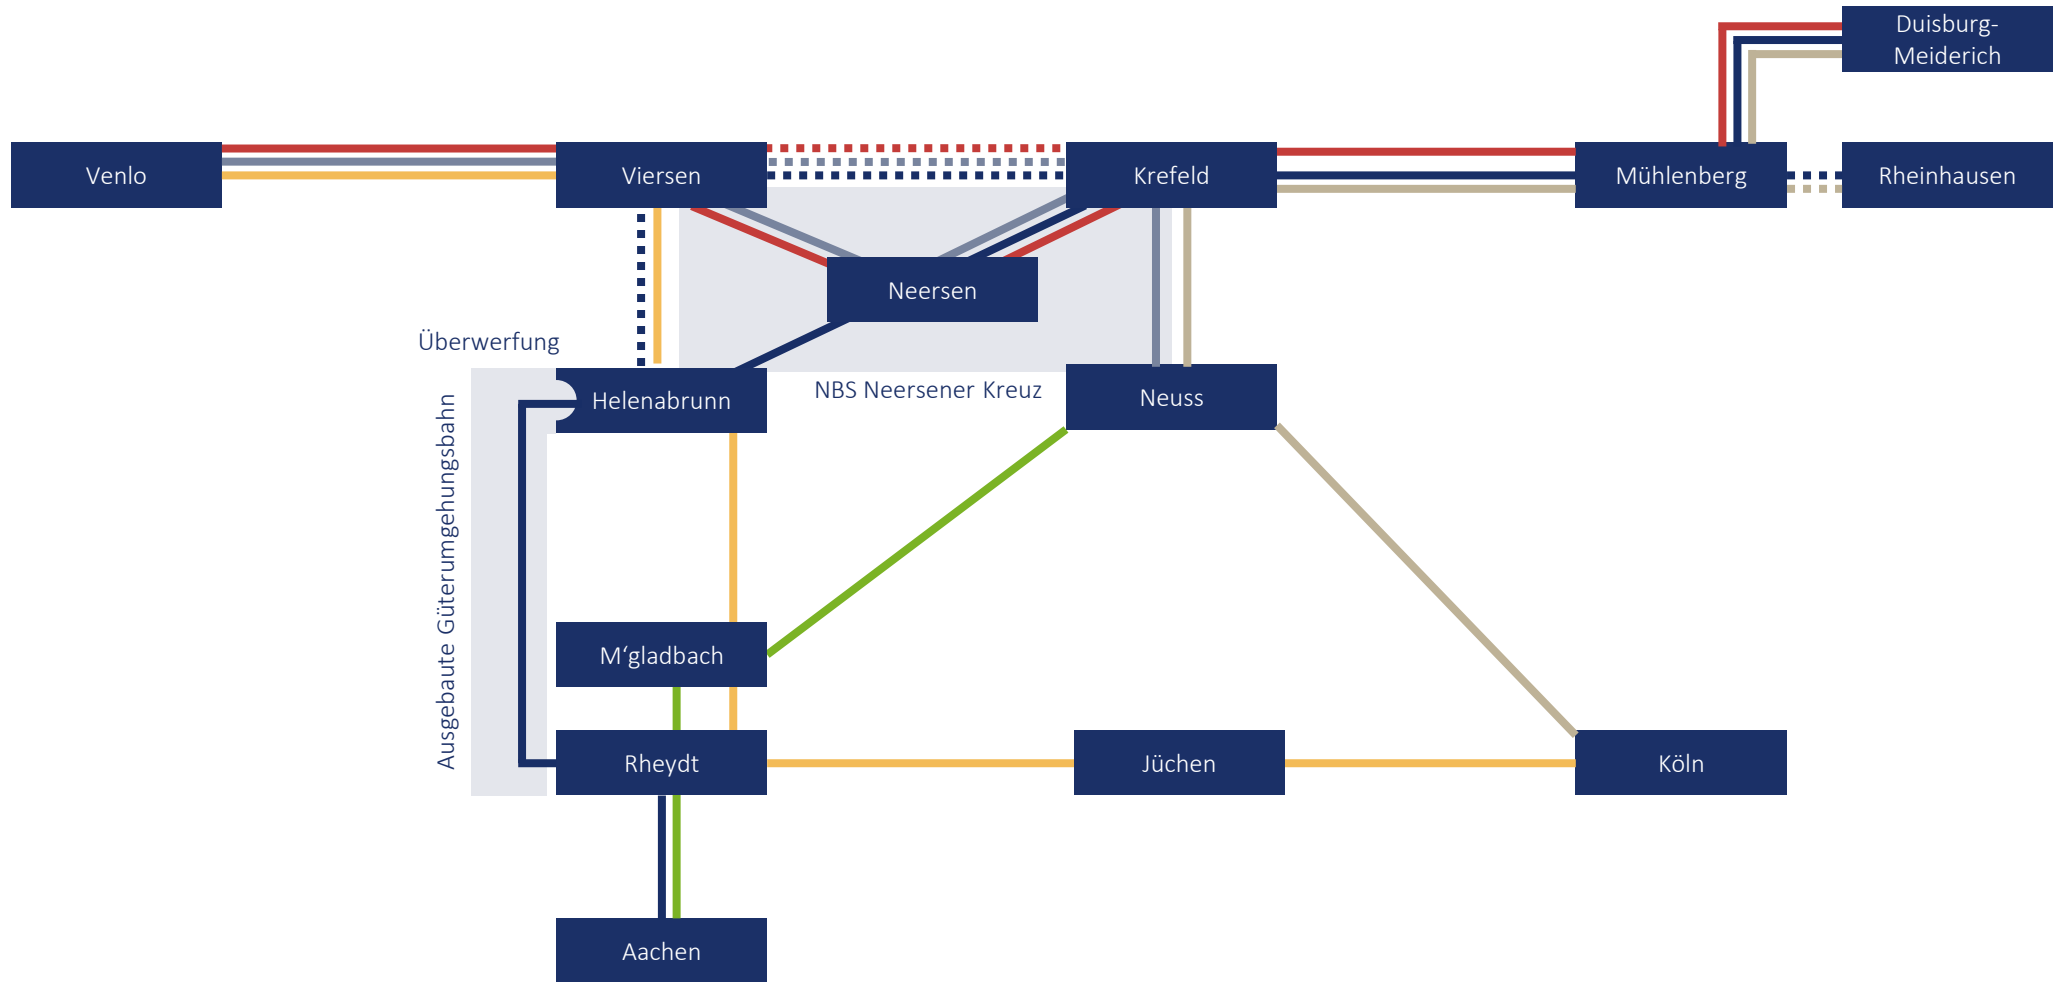 Duisburg-
Meiderich
Venlo
Viersen
Krefeld
Mühlenberg
Rheinhausen
Neersen
Überwerfung
NBS Neersener Kreuz
Helenabrunn
Neuss
Ausgebaute Güterumgehungsbahn
M‘gladbach
Rheydt
Jüchen
Köln
Aachen